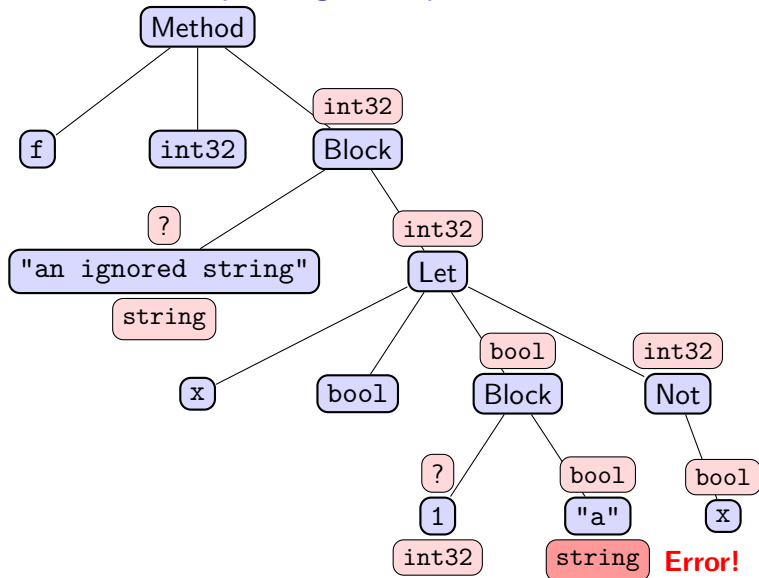 Method
int32
f int32 Block
? int32
"an ignored string" Let
string
bool int32
x bool Block Not
? bool bool
1 "a" x
int32 string Error!